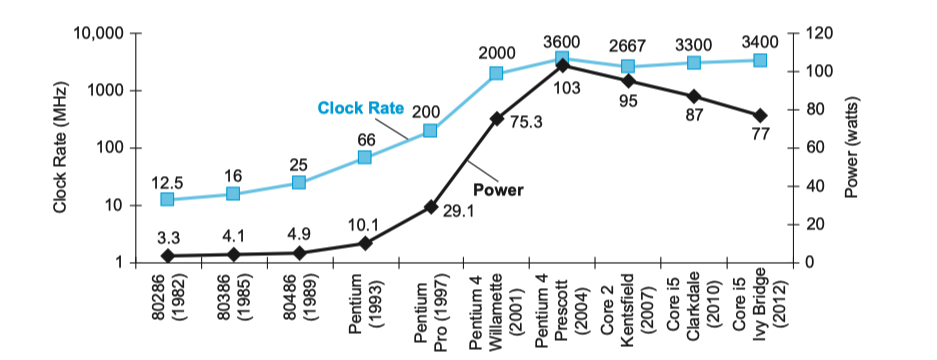 10,000
1000
100
10
1
Clock Rate (MHz)
120
100
80
60
40
20
0
Power (watts)
Clock Rate
Power
12.5
16
25
66
200
2000
3600
2667
3300
3400
3.3
4.1
4.9
10.1
29.1
75.3
103
95
87
77
80286
(1982)
80386
(1985)
80486
(1989)
Pentium
(1993)
Pentium
Pro (1997)
Pentium 4
Willamette
(2001)
Pentium 4
Prescott
(2004)
Core 2
Kentsfield
(2007)
Core i5
Clarkdale
(2010)
Core i5
Ivy Bridge
(2012)